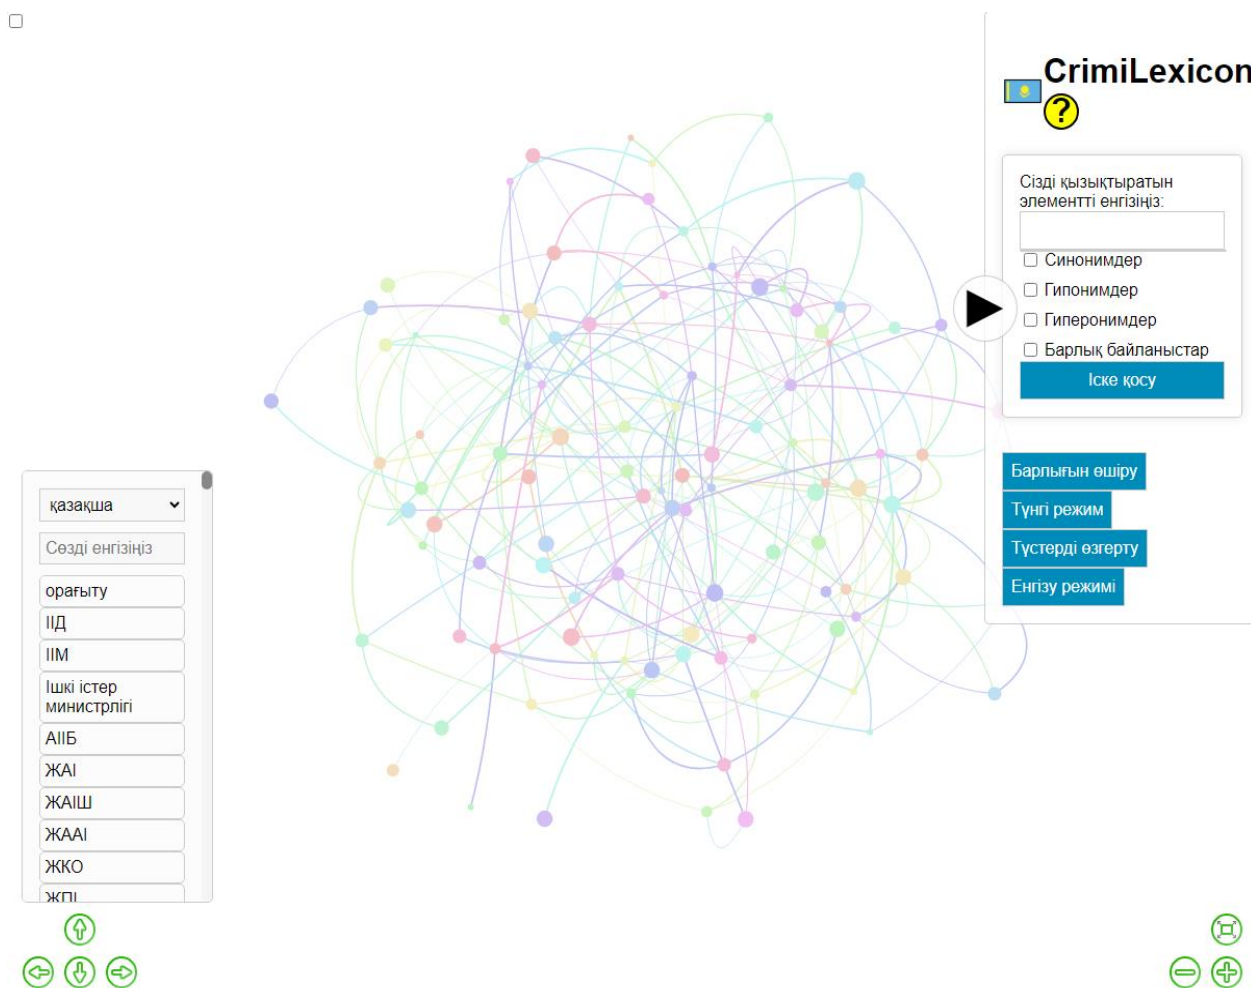 CrimiLexicon
?
Сізді қызықтыратын
элементті енгізіңіз:
Синонимдер
Гипонимдер
Гиперонимдер
Барлық байланыстар
Іске қосу
Барлығын өшіру
Түнгі режим
Түстерді өзгерту
Енгізу режимі
қазақша
Сөзді енгізіңіз
орағыту
ІІД
ІІМ
Ішкі істер
министрлігі
АІІБ
ЖАІ
ЖАІШ
ЖААІ
ЖКО
ЖПІ